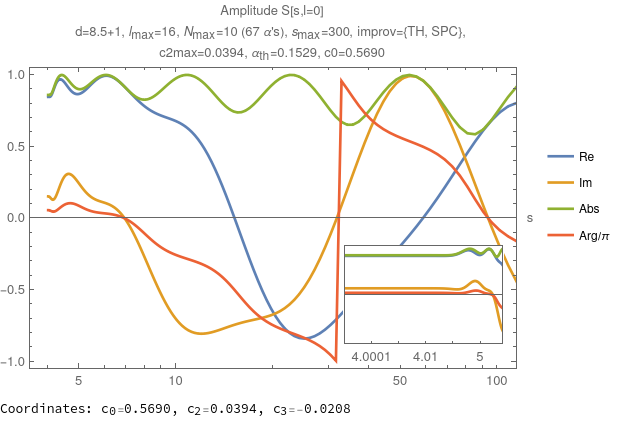 Amplitude S[s,l=0]
d=8.5+1, lmax=16, Nmax=10 (67 α's), smax=300, improv={TH, SPC},
c2max=0.0394, αth=0.1529, c0=0.5690
1.0
0.5
0.0
-0.5
-1.0
s
Re
Im
Abs
Arg/π
4.0001 4.01 5
5 10 50 100
Coordinates: c0=0.5690, c2=0.0394, c3=-0.0208